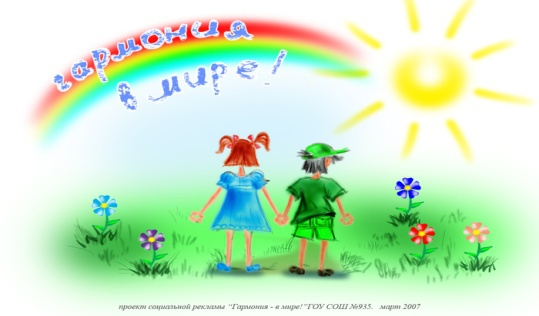 гармония
в мире!
проект социальной рекламы "Гармония - в мире!"ГОУ СОШ №935. март 2007